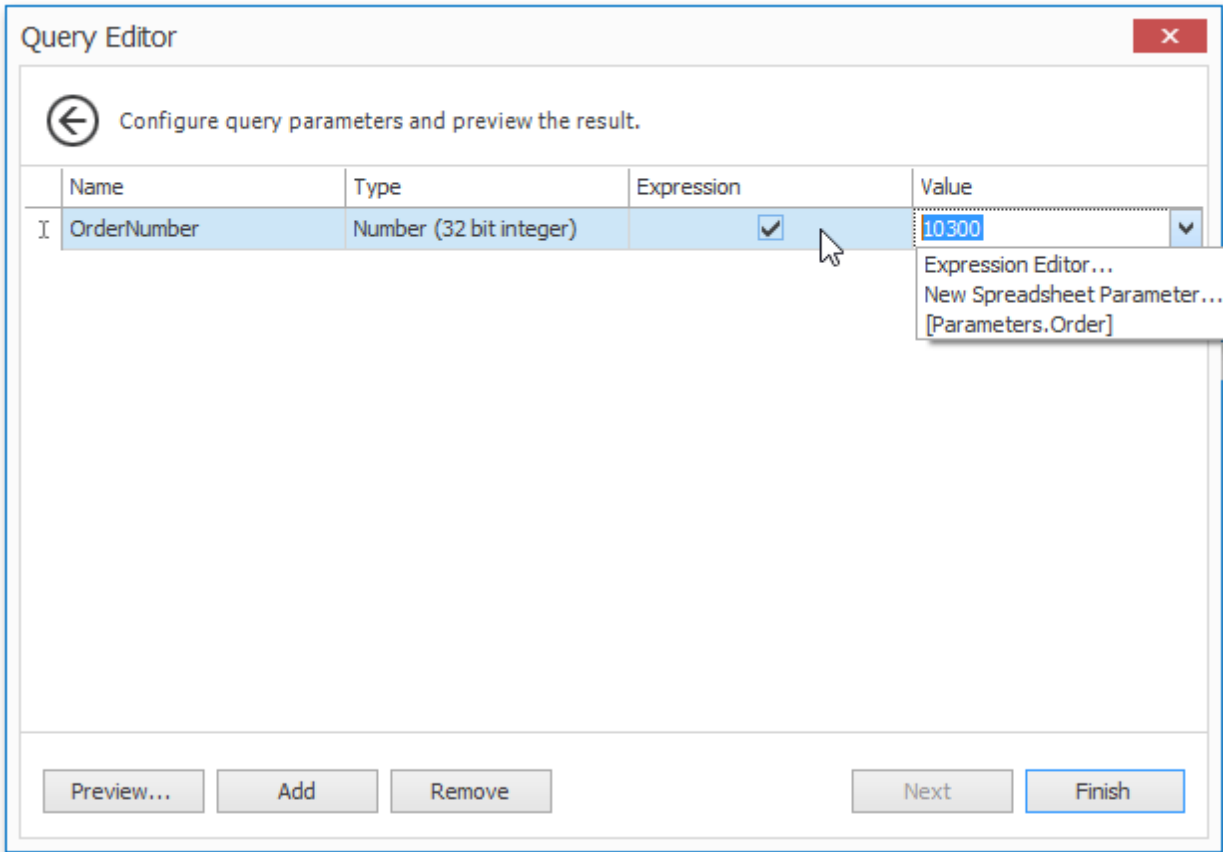 Query Editor
Configure query parameters and preview the result.
Name Type Expression Value
OrderNumber Number (32 bit integer) 10300
Expression Editor...
New Spreadsheet Parameter...
[Parameters.Order]
Preview... Add Remove Next Finish